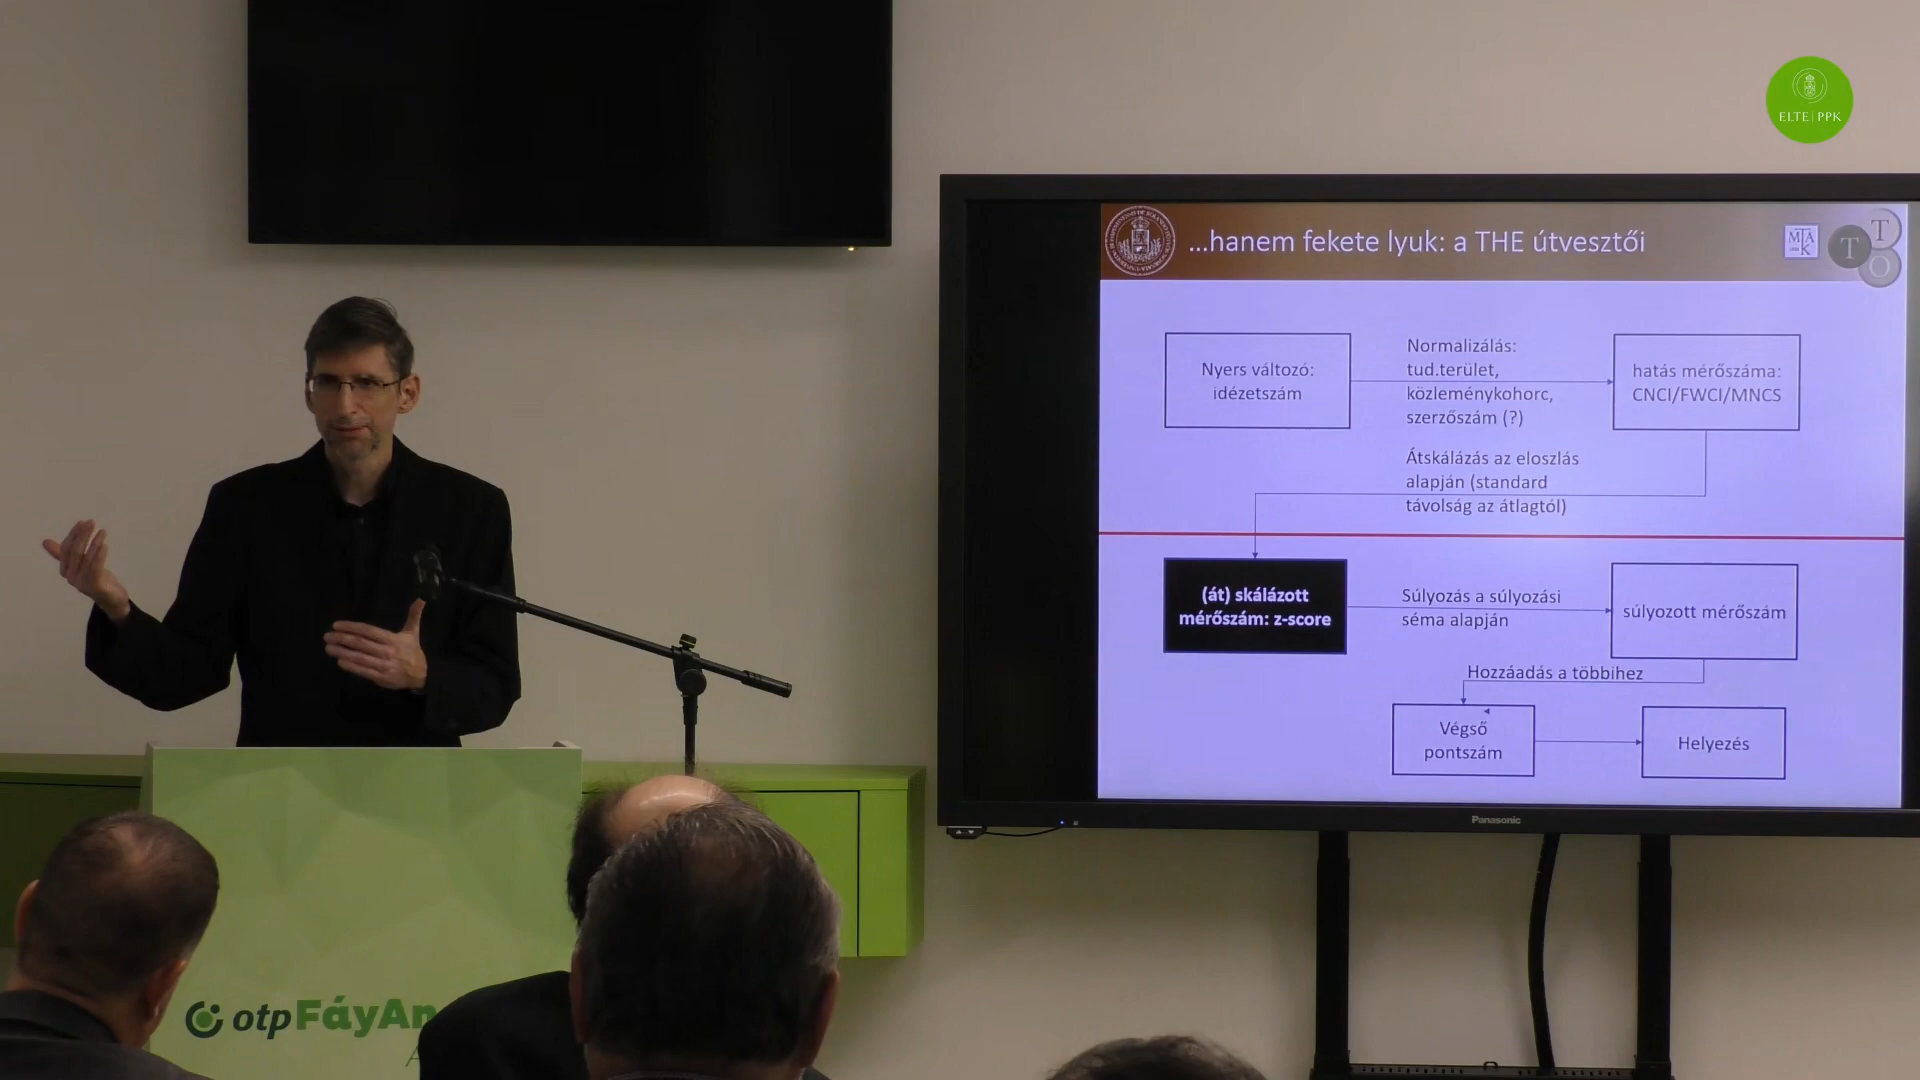 ELTE | PPK
...hanem fekete lyuk: a THE útvesztői
M T A
K
T
T
O
Nyers változó:
idézetszám
Normalizálás:
tud.terület,
közleménykohorc,
szerzőszám (?)
hatás mérőszáma:
CNCI/FWCI/MNCS
Átskálázás az eloszlás
alapján (standard
távolság az átlagtól)
(át) skálázott
mérőszám: z-score
Súlyozás a súlyozási
séma alapján
súlyozott mérőszám
Hozzáadás a többihez
Végső
pontszám
Helyezés
Panasonic
otpFáyAn